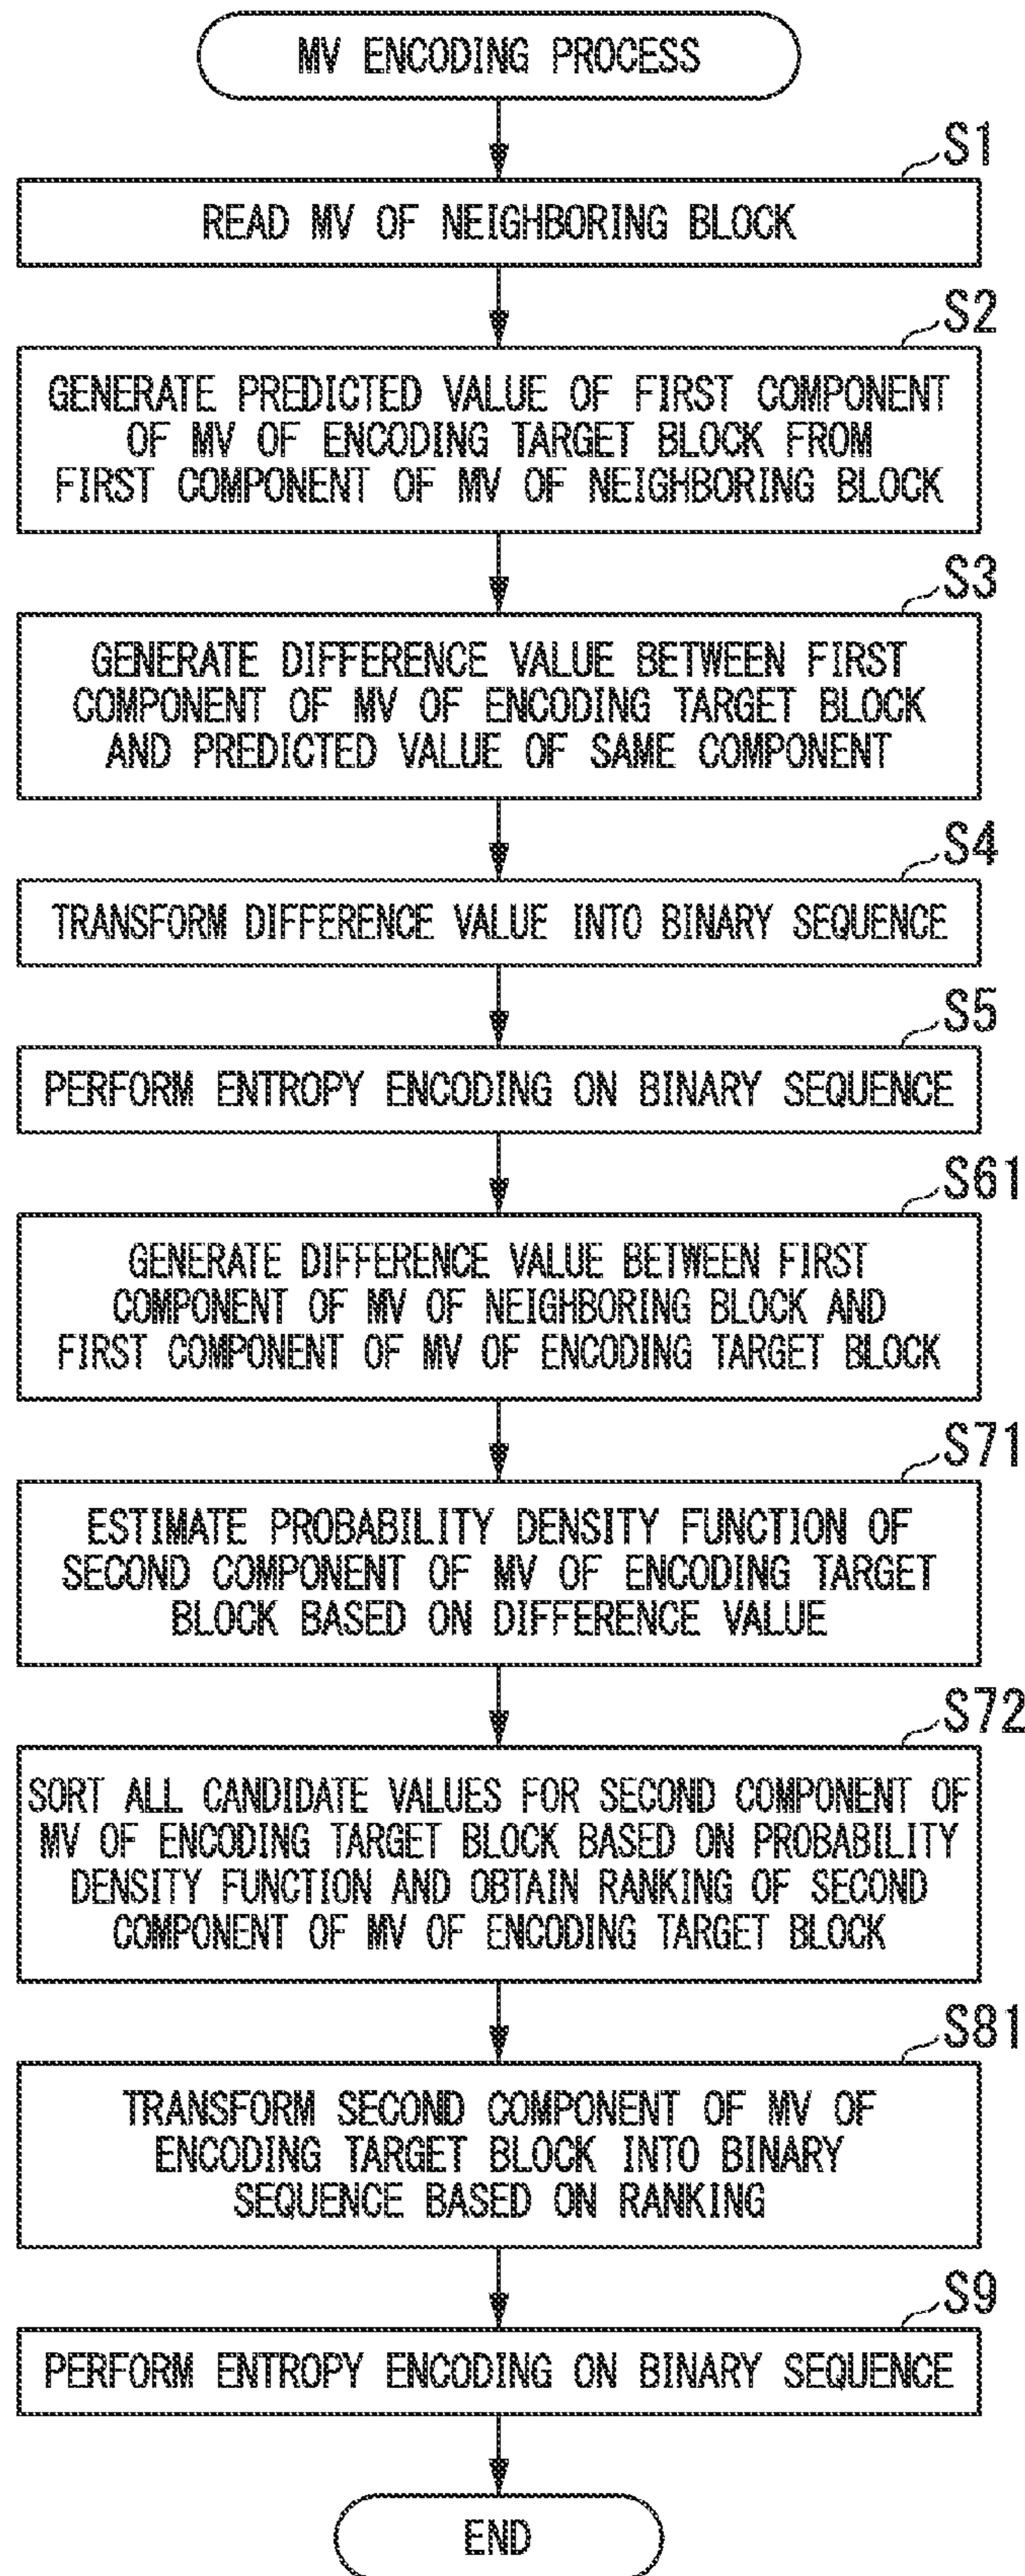 MV ENCODING PROCESS
S1
READ MV OF NEIGHBORING BLOCK
S2
GENERATE PREDICTED VALUE OF FIRST COMPONENT
OF MV OF ENCODING TARGET BLOCK FROM
FIRST COMPONENT OF MV OF NEIGHBORING BLOCK
S3
GENERATE DIFFERENCE VALUE BETWEEN FIRST
COMPONENT OF MV OF ENCODING TARGET BLOCK
AND PREDICTED VALUE OF SAME COMPONENT
S4
TRANSFORM DIFFERENCE VALUE INTO BINARY SEQUENCE
S5
PERFORM ENTROPY ENCODING ON BINARY SEQUENCE
S61
GENERATE DIFFERENCE VALUE BETWEEN FIRST
COMPONENT OF MV OF NEIGHBORING BLOCK AND
FIRST COMPONENT OF MV OF ENCODING TARGET BLOCK
S71
ESTIMATE PROBABILITY DENSITY FUNCTION OF
SECOND COMPONENT OF MV OF ENCODING TARGET
BLOCK BASED ON DIFFERENCE VALUE
S72
SORT ALL CANDIDATE VALUES FOR SECOND COMPONENT OF
MV OF ENCODING TARGET BLOCK BASED ON PROBABILITY
DENSITY FUNCTION AND OBTAIN RANKING OF SECOND
COMPONENT OF MV OF ENCODING TARGET BLOCK
S81
TRANSFORM SECOND COMPONENT OF MV OF
ENCODING TARGET BLOCK INTO BINARY
SEQUENCE BASED ON RANKING
S9
PERFORM ENTROPY ENCODING ON BINARY SEQUENCE
END